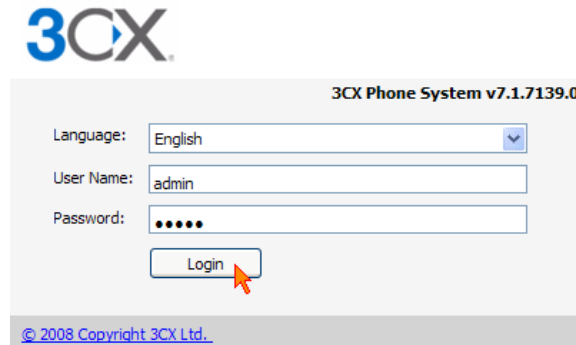 3CX.
3CX Phone System v7.1.7139.0
Language: English
User Name: admin
Password: •••••
Login
© 2008 Copyright 3CX Ltd.